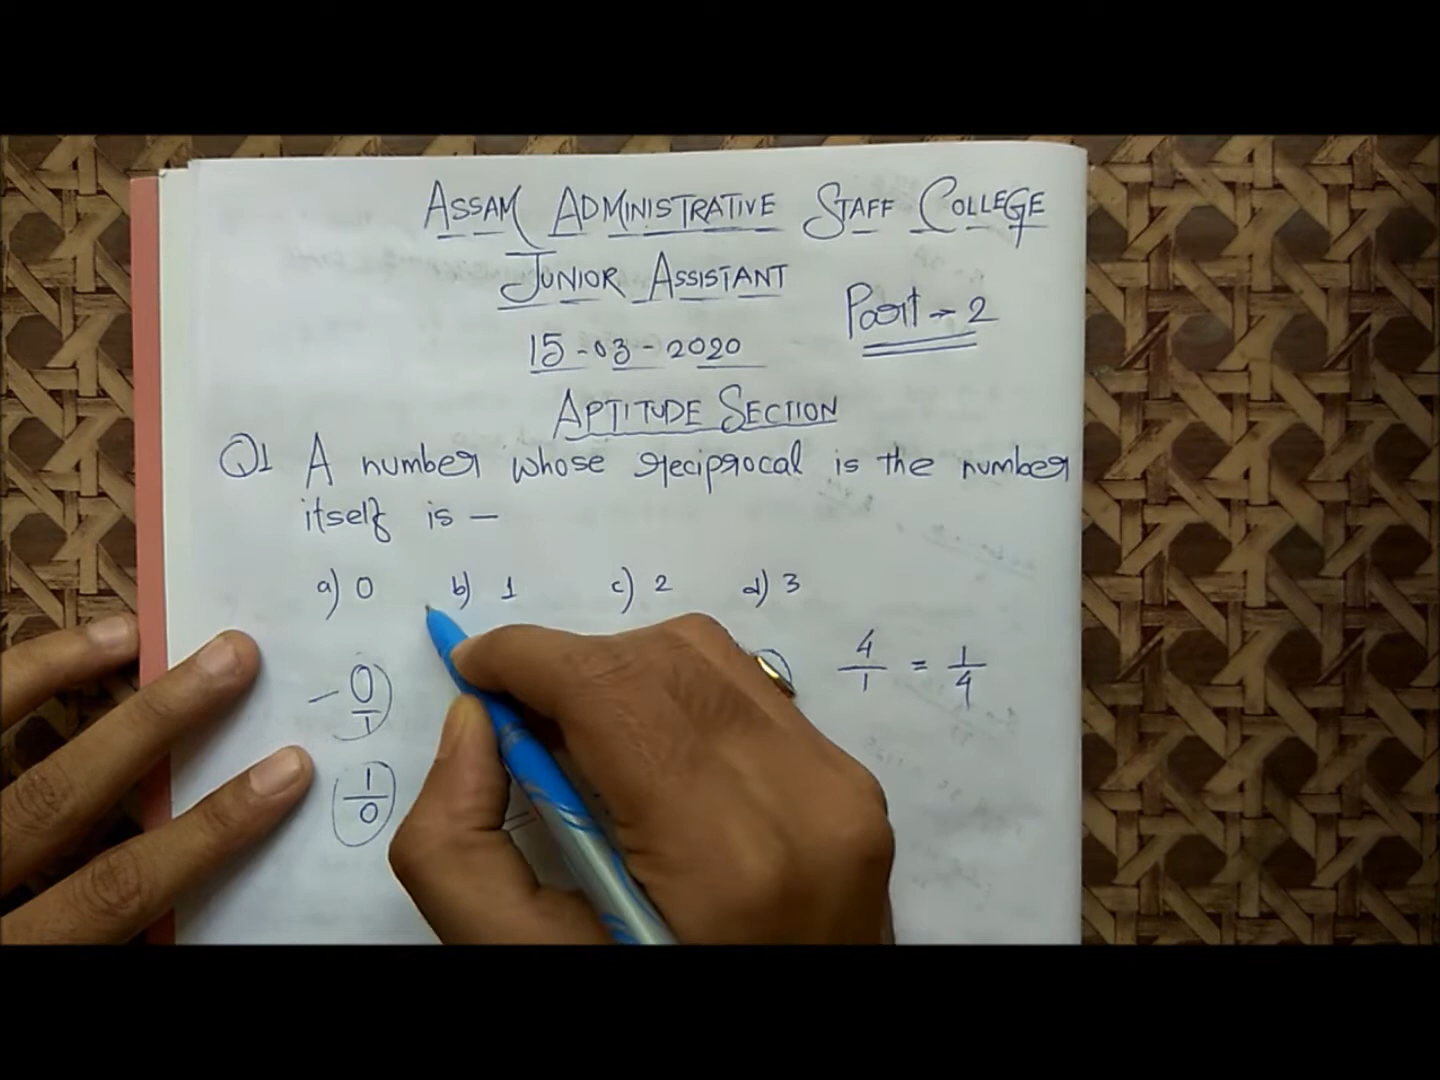 ASSAM ADMINISTRATIVE STAFF COLLEGE
JUNIOR ASSISTANT
Part → 2
15-03-2020
APTITUDE SECTION
Q1 A number whose reciprocal is the number
itself is —
a) 0 b) 1 c) 2 d) 3
4/1 = 1/4
0/1
1/0